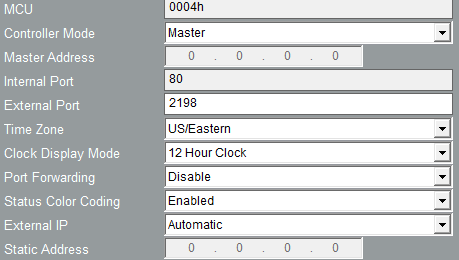 MCU 0004h
Controller Mode Master
Master Address 0 . 0 . 0 . 0
Internal Port 80
External Port 2198
Time Zone US/Eastern
Clock Display Mode 12 Hour Clock
Port Forwarding Disable
Status Color Coding Enabled
External IP Automatic
Static Address 0 . 0 . 0 . 0